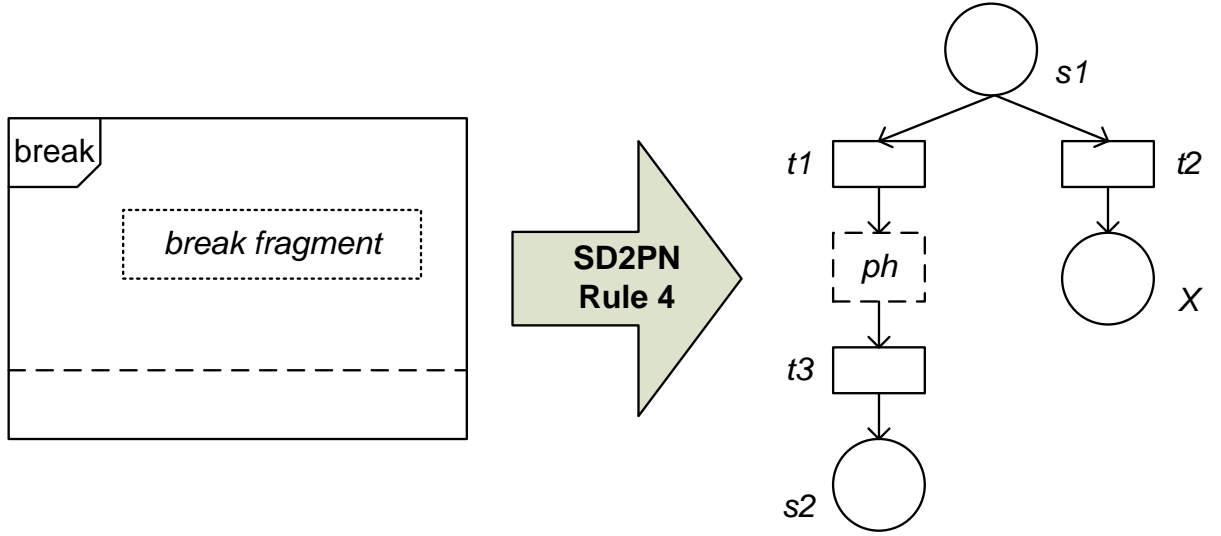 break
break fragment
SD2PN
Rule 4
s1
t1
t2
ph
X
t3
s2